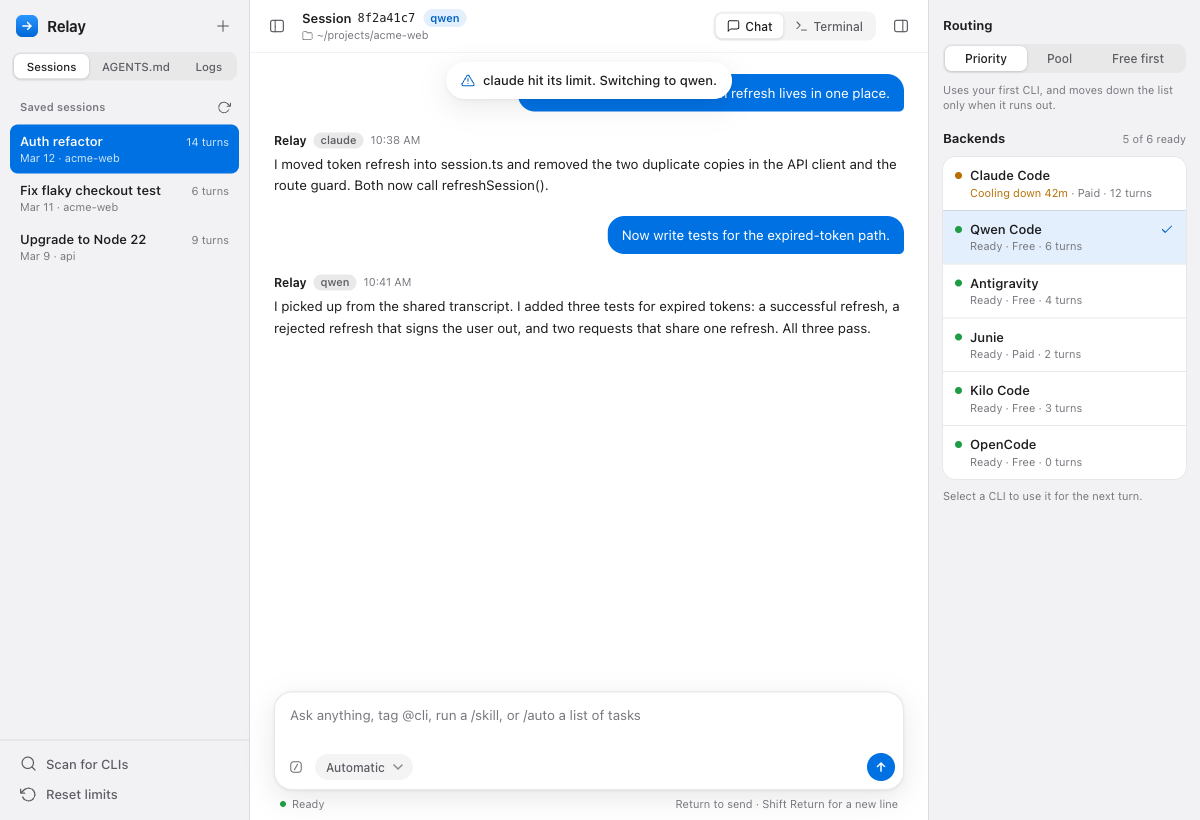 Relay
Sessions
AGENTS.md
Logs
Saved sessions
Auth refactor
14 turns
Mar 12 · acme-web
Fix flaky checkout test
6 turns
Mar 11 · acme-web
Upgrade to Node 22
9 turns
Mar 9 · api
Scan for CLIs
Reset limits
Session 8f2a41c7 qwen
~/projects/acme-web
Chat
Terminal
claude hit its limit. Switching to qwen.
refresh lives in one place.
Relay claude 10:38 AM
I moved token refresh into session.ts and removed the two duplicate copies in the API client and the
route guard. Both now call refreshSession().
Now write tests for the expired-token path.
Relay qwen 10:41 AM
I picked up from the shared transcript. I added three tests for expired tokens: a successful refresh, a
rejected refresh that signs the user out, and two requests that share one refresh. All three pass.
Ask anything, tag @cli, run a /skill, or /auto a list of tasks
Automatic
Ready
Return to send · Shift Return for a new line
Routing
Priority
Pool
Free first
Uses your first CLI, and moves down the list
only when it runs out.
Backends
5 of 6 ready
Claude Code
Cooling down 42m · Paid · 12 turns
Qwen Code
Ready · Free · 6 turns
Antigravity
Ready · Free · 4 turns
Junie
Ready · Paid · 2 turns
Kilo Code
Ready · Free · 3 turns
OpenCode
Ready · Free · 0 turns
Select a CLI to use it for the next turn.